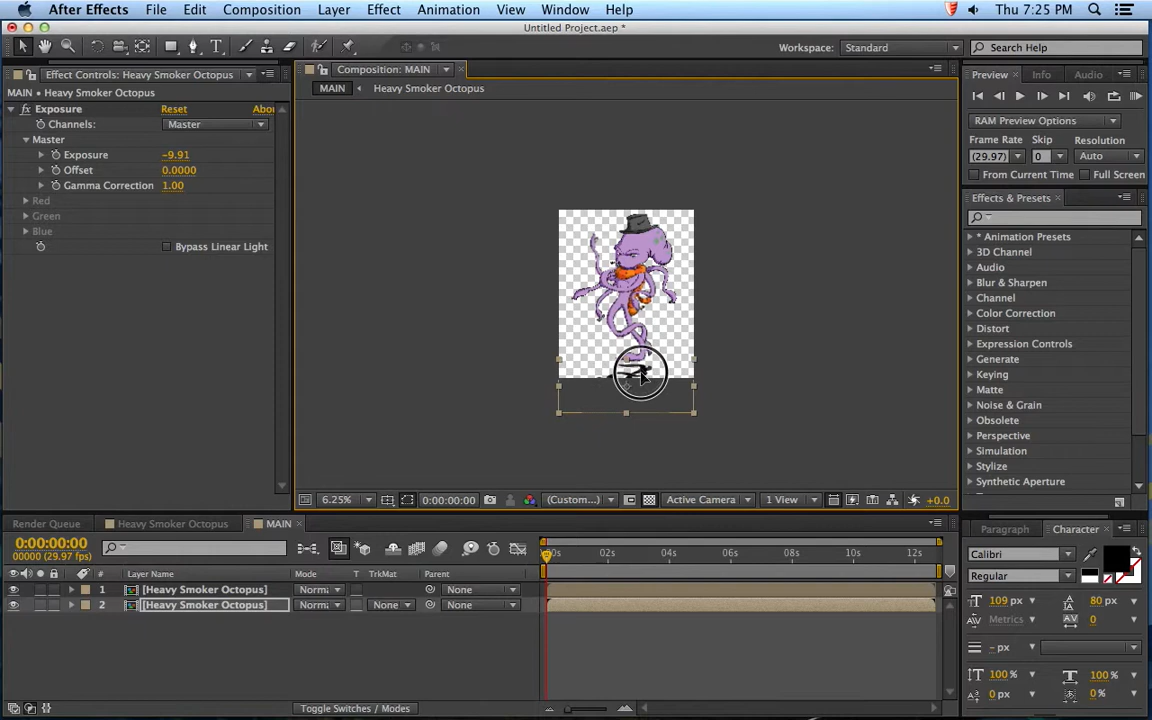 After Effects File Edit Composition Layer Effect Animation View Window Help Thu 7:25 PM
Untitled Project.aep *
Workspace: Standard Search Help
Effect Controls: Heavy Smoker Octopus Composition: MAIN Preview Info Audio
MAIN • Heavy Smoker Octopus MAIN Heavy Smoker Octopus
fx Exposure Reset Abo
Channels: Master RAM Preview Options
Master Frame Rate Skip Resolution
Exposure -9.91 (29.97) 0 Auto
Offset 0.0000 From Current Time Full Screen
Gamma Correction 1.00
Red Effects & Presets
Green
Blue
Bypass Linear Light * Animation Presets
3D Channel
Audio
Blur & Sharpen
Channel
Color Correction
Distort
Expression Controls
Generate
Keying
Matte
Noise & Grain
Obsolete
Perspective
Simulation
Stylize
Synthetic Aperture
6.25% 0:00:00:00 (Custom... Active Camera 1 View +0.0
Render Queue Heavy Smoker Octopus MAIN Paragraph Character
0:00:00:00
00000 (29.97 fps) 00s 02s 04s 06s 08s 10s 12s Calibri
# Layer Name Mode T TrkMat Parent Regular
1 [Heavy Smoker Octopus] Norma None
2 [Heavy Smoker Octopus] Norma None None 109 px 80 px
Metrics 0
- px
100 % 100 %
0 px 0 %
Toggle Switches / Modes